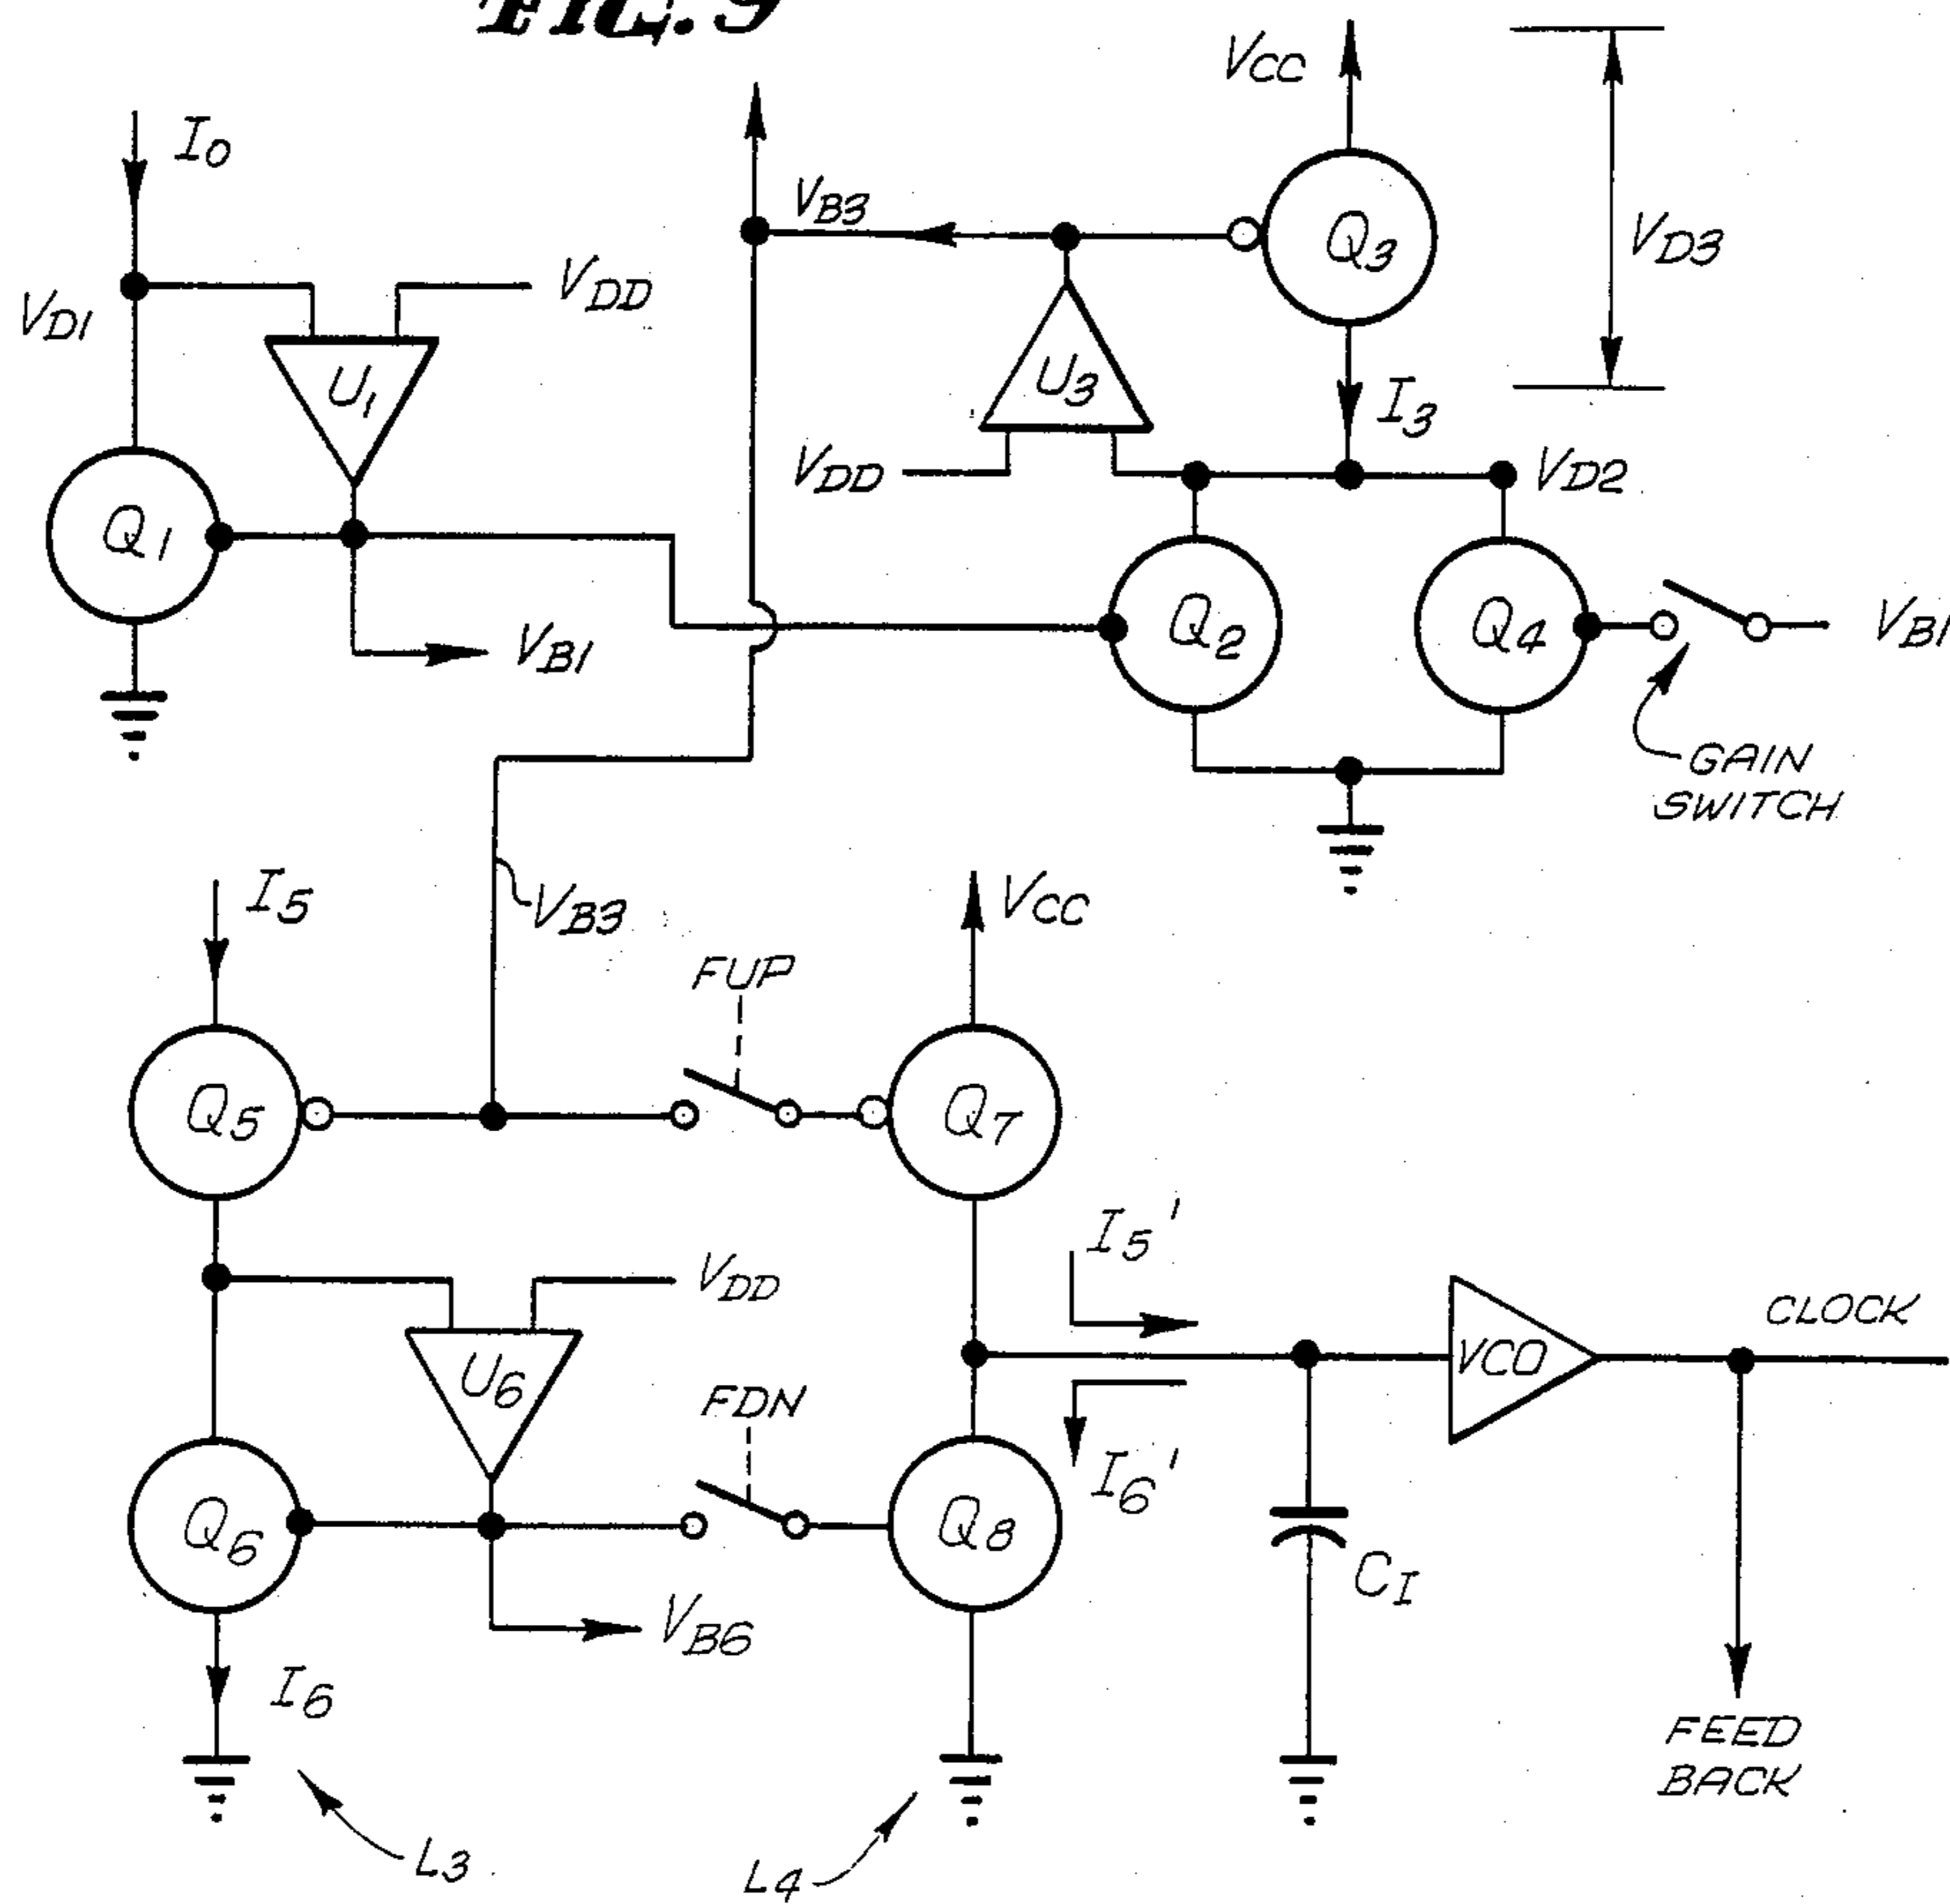 FIG. 9
VCC
I0
VB3
Q3
VD3
VDD
VD1
U1
U3
I3
VDD
VD2
Q1
Q2
Q4
VB1
VB1
GAIN
SWITCH
I5
VB3
VCC
FUP
Q5
Q7
I5'
VDD
CLOCK
U6
VCO
FDN
I6'
Q6
Q8
CI
VB6
I6
FEED
BACK
L3
L4